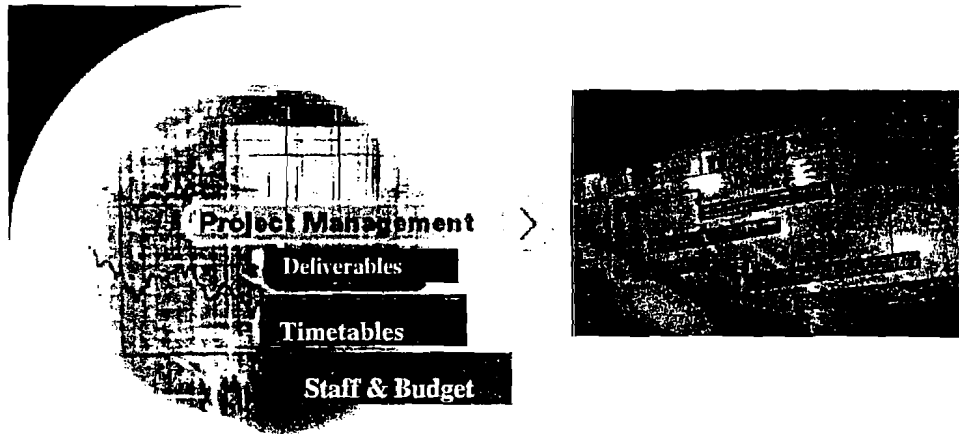 Project Management
Deliverables
Timetables
Staff & Budget